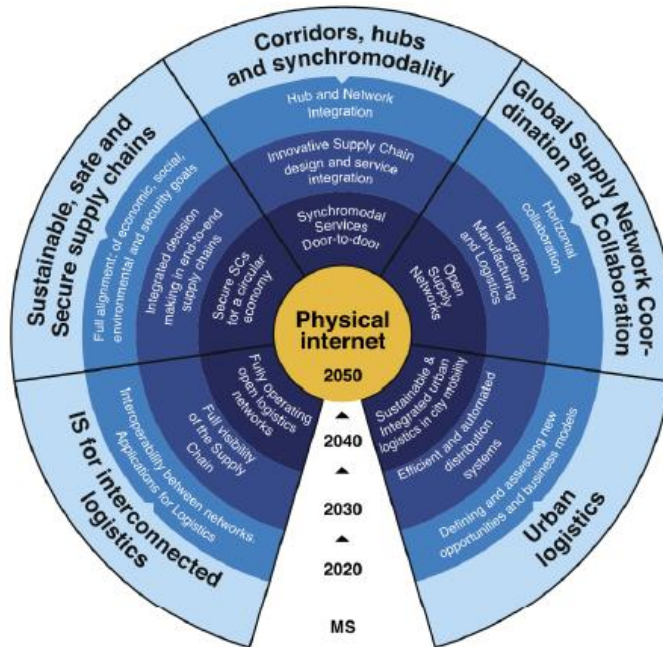 Corridors, hubs
and synchromodality
Hub and Network
Integration
Innovative Supply Chain
design and service
integration
Synchromodal
Services
Door-to-door
Global Supply Network Coor-
dination and Collaboration
Horizontal
collaboration
Integration
Manufacturing
and Logistics
Open
Supply
Networks
Urban
logistics
Defining and assessing new
opportunities and business models
Efficient and automated
distribution
systems
Sustainable &
Integrated urban
logistics in city mobility
IS for interconnected
logistics
Interoperability between networks.
Applications for Logistics
Full visibility
of the Supply
Chain
Fully operating
open logistics
networks
Sustainable, safe and
Secure supply chains
Full alignment: of economic, social,
environmental and security goals
Integrated decision
making in end-to-end
supply chains
Secure SCs
for a circular
economy
Physical
internet
2050
2040
2030
2020
MS